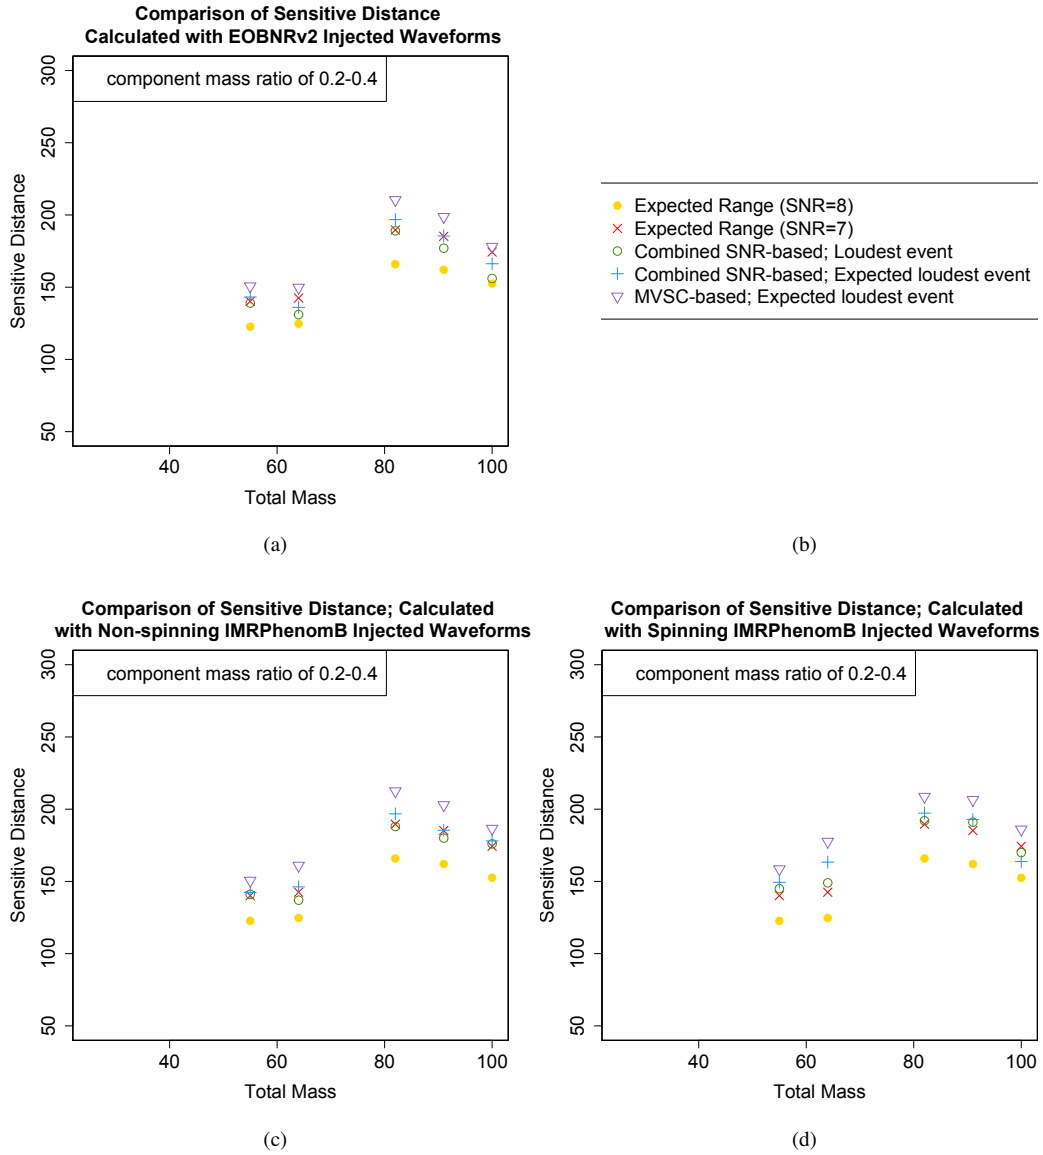 Comparison of Sensitive Distance
Calculated with EOBNRv2 Injected Waveforms
component mass ratio of 0.2-0.4
Sensitive Distance
50
100
150
200
250
300
40
60
80
100
Total Mass
(a)
Expected Range (SNR=8)
Expected Range (SNR=7)
Combined SNR-based; Loudest event
Combined SNR-based; Expected loudest event
MVSC-based; Expected loudest event
(b)
Comparison of Sensitive Distance; Calculated
with Non-spinning IMRPhenomB Injected Waveforms
component mass ratio of 0.2-0.4
Sensitive Distance
50
100
150
200
250
300
40
60
80
100
Total Mass
(c)
Comparison of Sensitive Distance; Calculated
with Spinning IMRPhenomB Injected Waveforms
component mass ratio of 0.2-0.4
Sensitive Distance
50
100
150
200
250
300
40
60
80
100
Total Mass
(d)